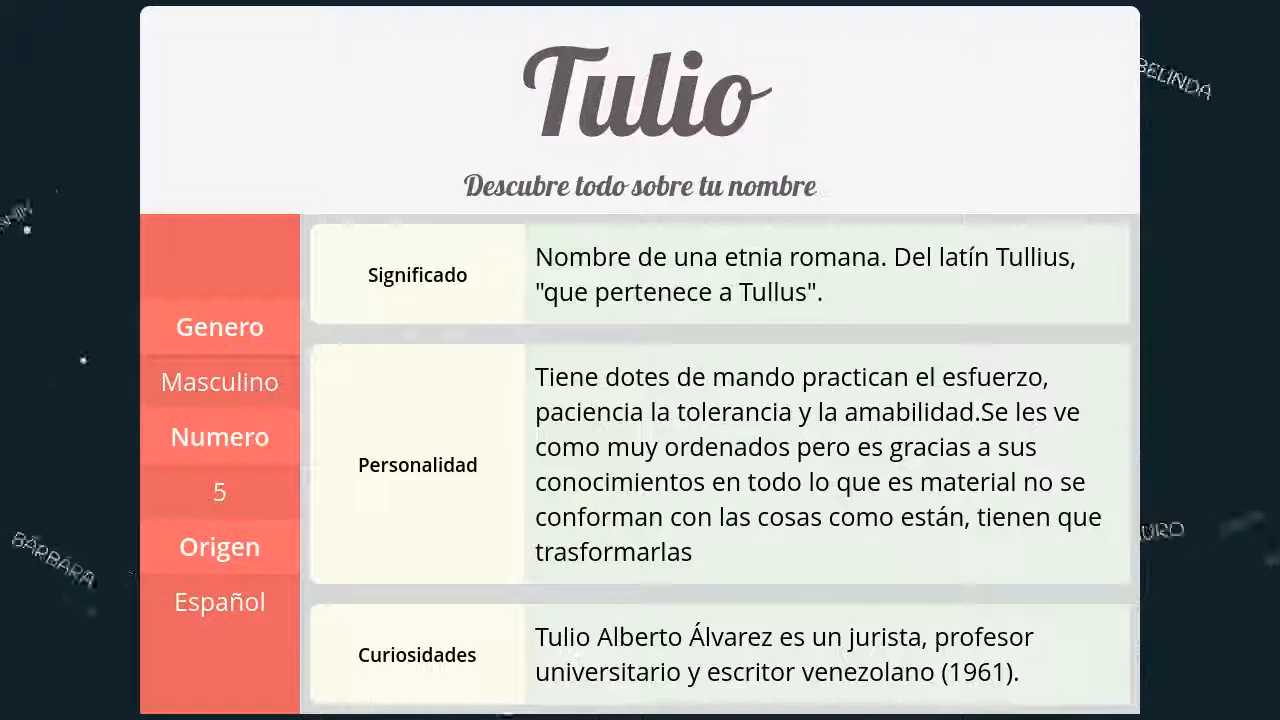 Tulio
Descubre todo sobre tu nombre
BELINDA
Genero
Masculino
Numero
5
Origen
Español
Significado
Nombre de una etnia romana. Del latín Tullius,
"que pertenece a Tullus".
Personalidad
Tiene dotes de mando practican el esfuerzo,
paciencia la tolerancia y la amabilidad.Se les ve
como muy ordenados pero es gracias a sus
conocimientos en todo lo que es material no se
conforman con las cosas como están, tienen que
trasformarlas
Curiosidades
Tulio Alberto Álvarez es un jurista, profesor
universitario y escritor venezolano (1961).
BÁRBARA